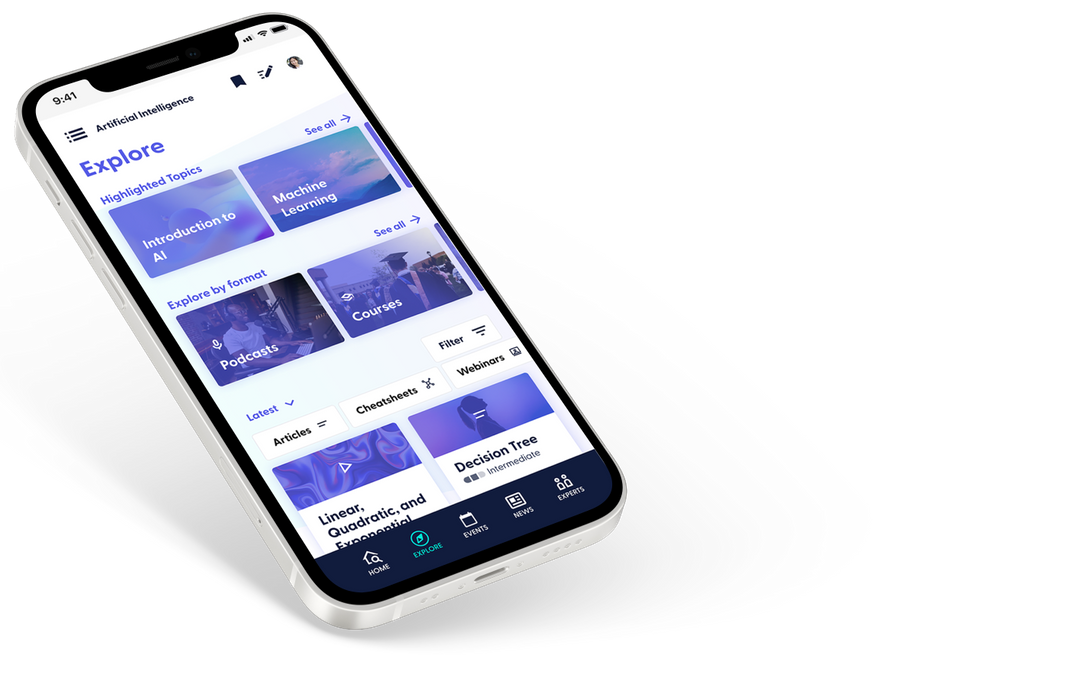 9:41
Artificial Intelligence
Explore
Highlighted Topics
See all
Introduction to
AI
Machine
Learning
Explore by format
See all
Podcasts
Courses
Filter
Latest
Articles
Cheatsheets
Webinars
Linear,
Quadratic, and
Exponential
Decision Tree
Intermediate
HOME
EXPLORE
EVENTS
NEWS
EXPERTS